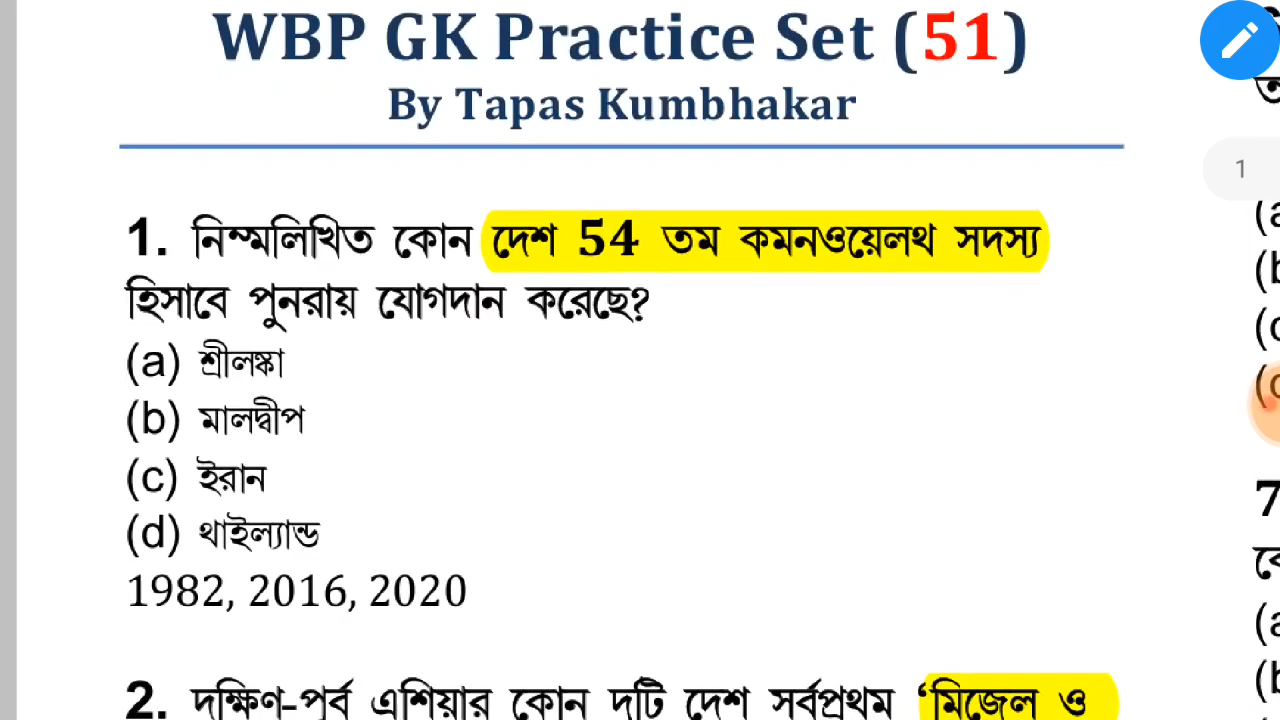 WBP GK Practice Set (51)
By Tapas Kumbhakar
1
1. নিম্মলিখিত কোন দেশ 54 তম কমনওয়েলথ সদস্য
হিসাবে পুনরায় যোগদান করেছে?
(a) শ্রীলঙ্কা
(b) মালদ্বীপ
(c) ইরান
(d) থাইল্যান্ড
1982, 2016, 2020
2. দক্ষিণ-পূর্ব এশিয়ার কোন দুটি দেশ সর্বপ্রথম ‘মিজেল ও
7